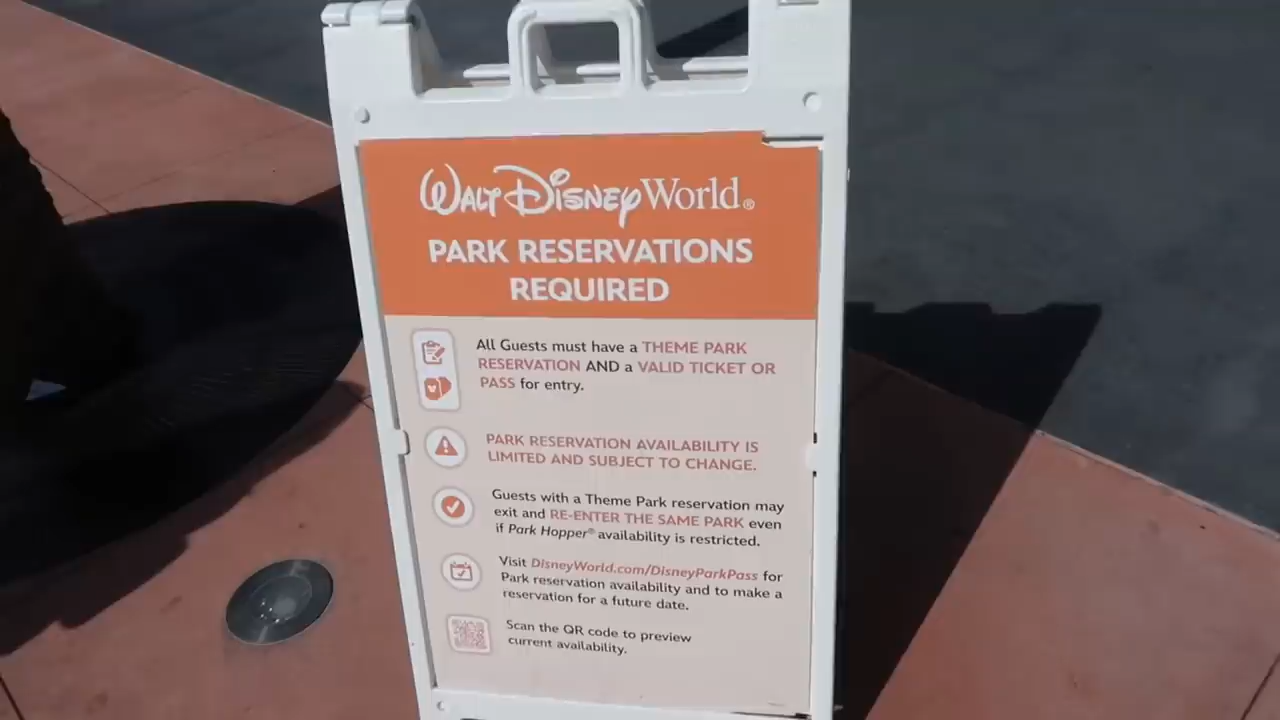 WALT DISNEY World®
PARK RESERVATIONS
REQUIRED
All Guests must have a THEME PARK
RESERVATION AND a VALID TICKET OR
PASS for entry.
PARK RESERVATION AVAILABILITY IS
LIMITED AND SUBJECT TO CHANGE.
Guests with a Theme Park reservation may
exit and RE-ENTER THE SAME PARK even
if Park Hopper® availability is restricted.
Visit DisneyWorld.com/DisneyParkPass for
Park reservation availability and to make a
reservation for a future date.
Scan the QR code to preview
current availability.